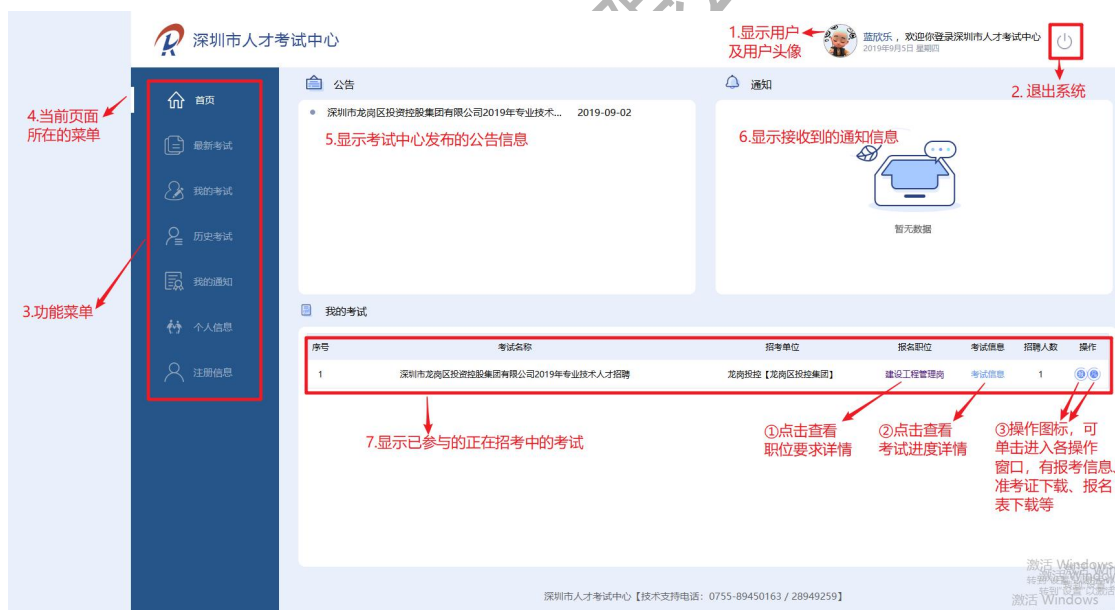 深圳市人才考试中心
1.显示用户
及用户头像
蓝欣乐，欢迎你登录深圳市人才考试中心
2019年9月5日 星期四
2. 退出系统
4.当前页面
所在的菜单
3.功能菜单
首页
最新考试
我的考试
历史考试
我的通知
个人信息
注册信息
公告
深圳市龙岗区投资控股集团有限公司2019年专业技术... 2019-09-02
5.显示考试中心发布的公告信息
通知
6.显示接收到的通知信息
暂无数据
我的考试
序号 考试名称 招考单位 报名职位 考试信息 招聘人数 操作
1 深圳市龙岗区投资控股集团有限公司2019年专业技术人才招聘 龙岗投控【龙岗区投控集团】 建设工程管理岗 考试信息 1
7.显示已参与的正在招考中的考试
①点击查看
职位要求详情
②点击查看
考试进度详情
③操作图标，可
单击进入各操作
窗口，有报考信息、
准考证下载、报名
表下载等
深圳市人才考试中心【技术支持电话：0755-89450163 / 28949259】
激活 Windows
激活 Windows